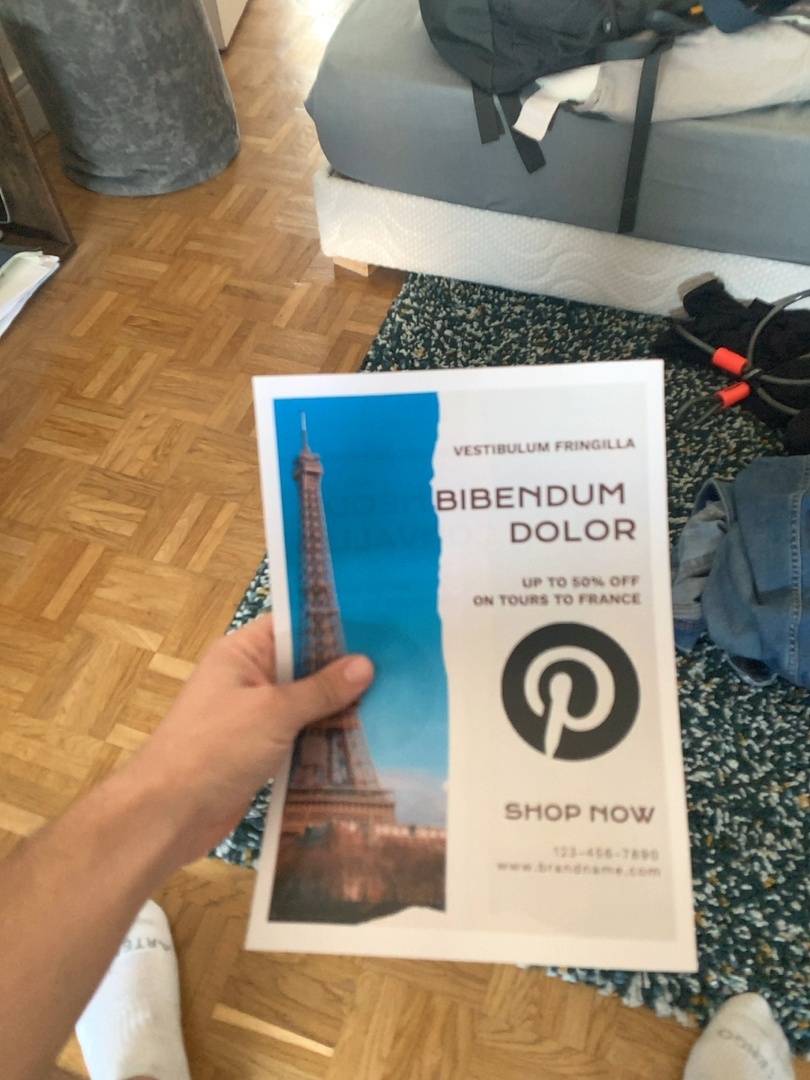 VESTIBULUM FRINGILLA
BIBENDUM
DOLOR
UP TO 50% OFF
ON TOURS TO FRANCE
SHOP NOW
123-456-7890
www.brandname.com